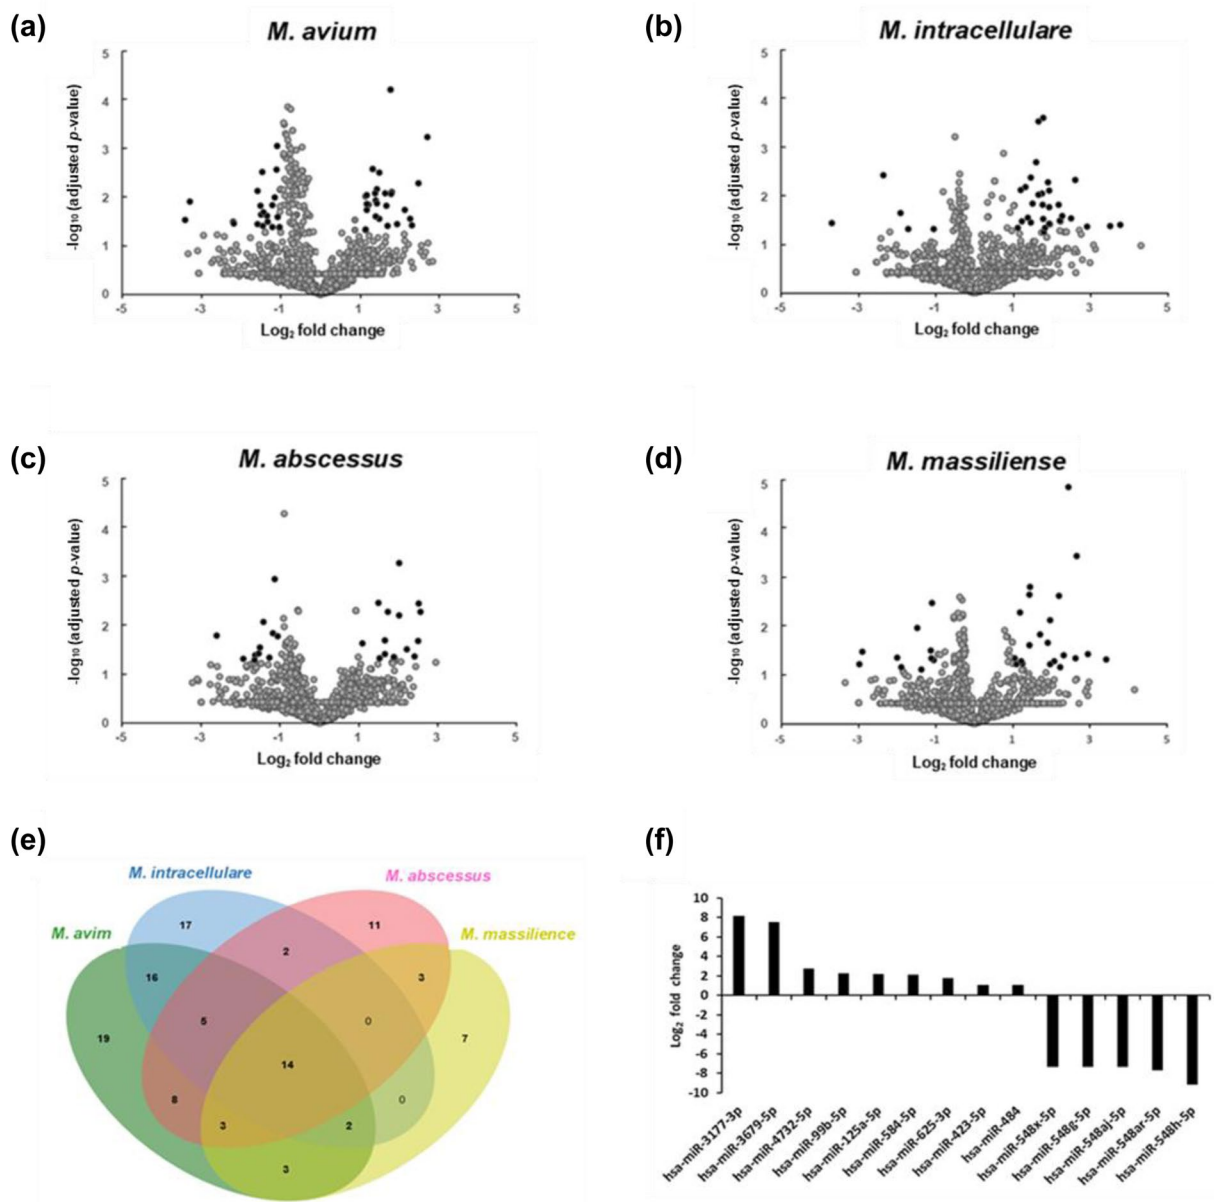 (a)
M. avium
5
4
3
2
1
0
-5
-3
-1
1
3
5
-log₁₀ (adjusted p-value)
Log₂ fold change
(b)
M. intracellulare
5
4
3
2
1
0
-5
-3
-1
1
3
5
-log₁₀ (adjusted p-value)
Log₂ fold change
(c)
M. abscessus
5
4
3
2
1
0
-5
-3
-1
1
3
5
-log₁₀ (adjusted p-value)
Log₂ fold change
(d)
M. massiliense
5
4
3
2
1
0
-5
-3
-1
1
3
5
-log₁₀ (adjusted p-value)
Log₂ fold change
(e)
M. intracellulare
M. abscessus
M. avim
M. massilience
17
11
2
16
3
5
0
19
7
14
8
0
3
2
3
(f)
10
8
6
4
2
0
-2
-4
-6
-8
-10
Log₂ fold change
hsa-miR-3177-3p
hsa-miR-3679-5p
hsa-miR-4732-5p
hsa-miR-99b-5p
hsa-miR-125a-5p
hsa-miR-584-5p
hsa-miR-625-3p
hsa-miR-423-5p
hsa-miR-484
hsa-miR-548x-5p
hsa-miR-548g-5p
hsa-miR-548aj-5p
hsa-miR-548ar-5p
hsa-miR-548h-5p